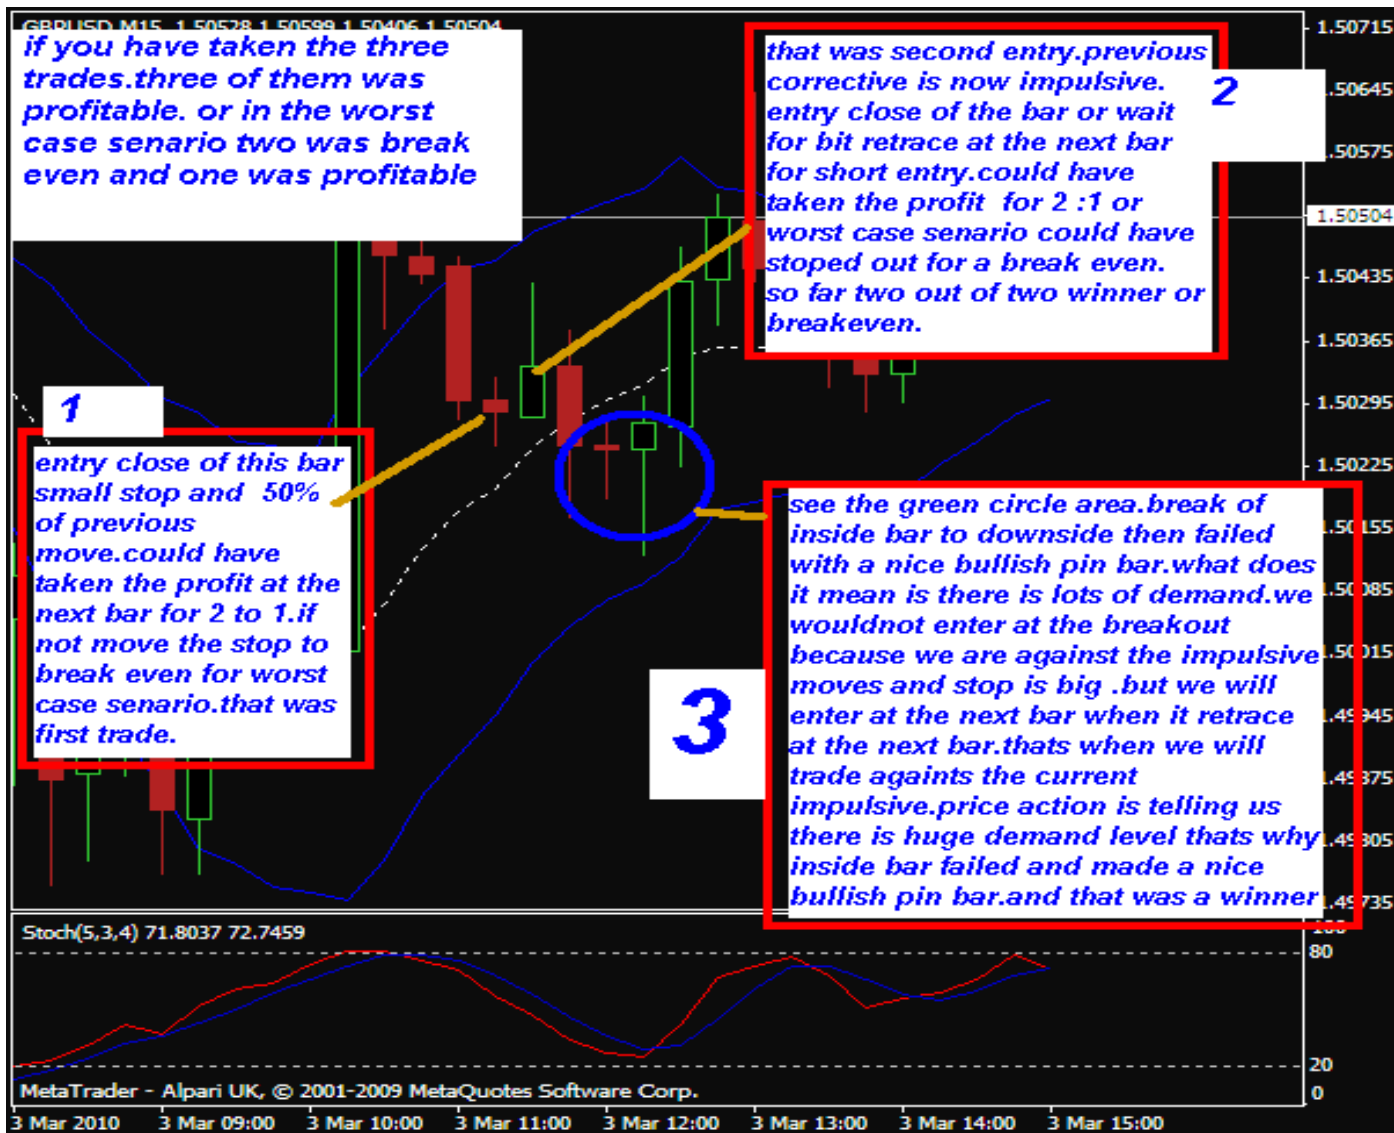 GBPUSD,M15 1.50528 1.50599 1.50406 1.50504
if you have taken the three
trades.three of them was
profitable. or in the worst
case senario two was break
even and one was profitable
that was second entry.previous
corrective is now impulsive.
entry close of the bar or wait
for bit retrace at the next bar
for short entry.could have
taken the profit for 2 :1 or
worst case senario could have
stoped out for a break even.
so far two out of two winner or
breakeven.
2
1
entry close of this bar
small stop and 50%
of previous
move.could have
taken the profit at the
next bar for 2 to 1.if
not move the stop to
break even for worst
case senario.that was
first trade.
3
see the green circle area.break of
inside bar to downside then failed
with a nice bullish pin bar.what does
it mean is there is lots of demand.we
wouldnot enter at the breakout
because we are against the impulsive
moves and stop is big .but we will
enter at the next bar when it retrace
at the next bar.thats when we will
trade againts the current
impulsive.price action is telling us
there is huge demand level thats why
inside bar failed and made a nice
bullish pin bar.and that was a winner
1.50715
1.50645
1.50575
1.50504
1.50435
1.50365
1.50295
1.50225
1.50155
1.50085
1.50015
1.49945
1.49875
1.49805
1.49735
Stoch(5,3,4) 71.8037 72.7459
100
80
20
0
MetaTrader - Alpari UK, © 2001-2009 MetaQuotes Software Corp.
3 Mar 2010
3 Mar 09:00
3 Mar 10:00
3 Mar 11:00
3 Mar 12:00
3 Mar 13:00
3 Mar 14:00
3 Mar 15:00